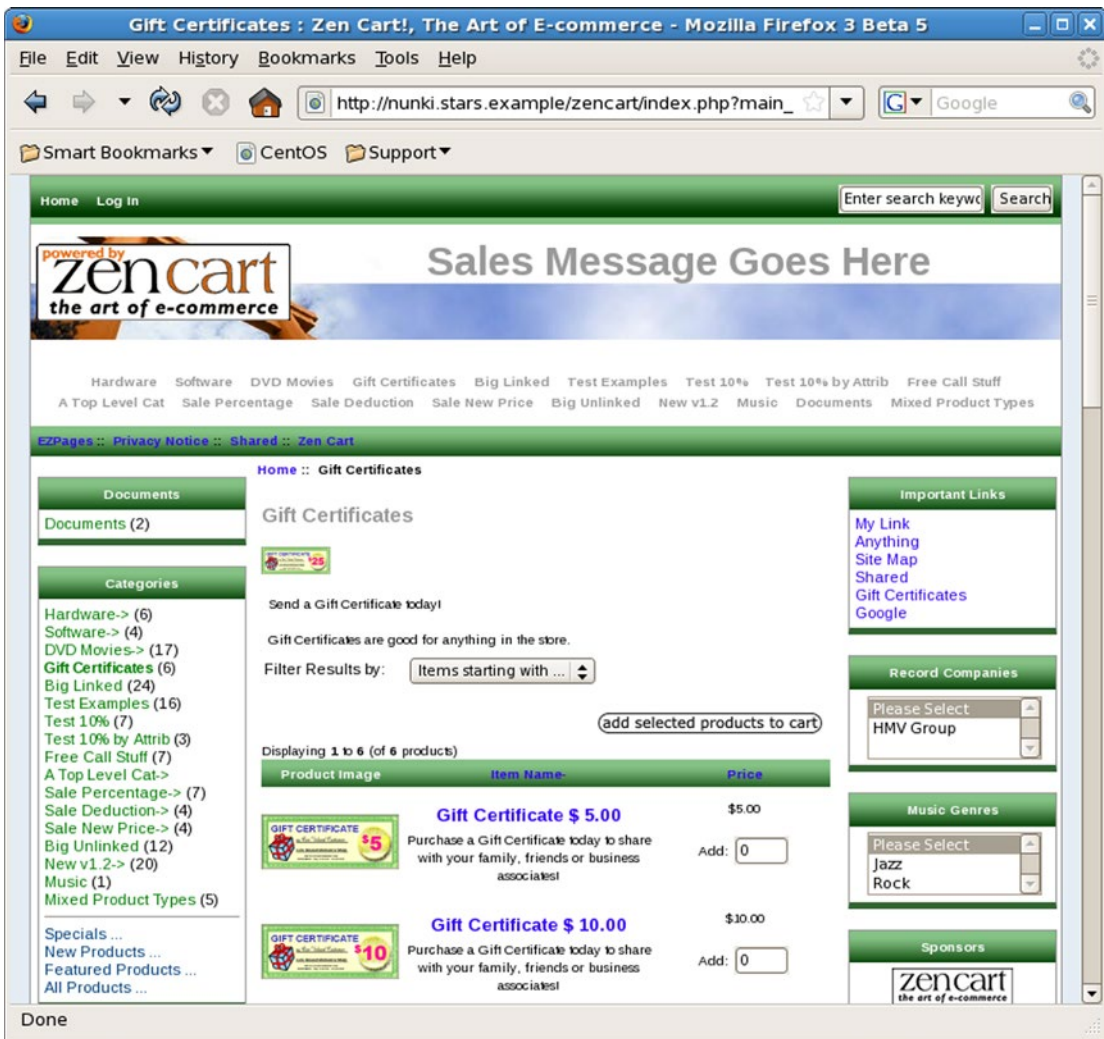 Gift Certificates : Zen Cart!, The Art of E-commerce - Mozilla Firefox 3 Beta 5
File Edit View History Bookmarks Tools Help
http://nunki.stars.example/zencart/index.php?main_
G Google
Smart Bookmarks CentOS Support
Home Log In
Enter search keywo Search
powered by
zen cart
the art of e-commerce
Sales Message Goes Here
Hardware Software DVD Movies Gift Certificates Big Linked Test Examples Test 10% Test 10% by Attrib Free Call Stuff
A Top Level Cat Sale Percentage Sale Deduction Sale New Price Big Unlinked New v1.2 Music Documents Mixed Product Types
EZPages :: Privacy Notice :: Shared :: Zen Cart
Documents
Documents (2)
Categories
Hardware-> (6)
Software-> (4)
DVD Movies-> (17)
Gift Certificates (6)
Big Linked (24)
Test Examples (16)
Test 10% (7)
Test 10% by Attrib (3)
Free Call Stuff (7)
A Top Level Cat->
Sale Percentage-> (7)
Sale Deduction-> (4)
Sale New Price-> (4)
Big Unlinked (12)
New v1.2-> (20)
Music (1)
Mixed Product Types (5)
Specials ...
New Products ...
Featured Products ...
All Products ...
Home :: Gift Certificates
Gift Certificates
GIFT CERTIFICATE
$25
Send a Gift Certificate today!
Gift Certificates are good for anything in the store.
Filter Results by: Items starting with ...
add selected products to cart
Displaying 1 to 6 (of 6 products)
Product Image Item Name- Price
GIFT CERTIFICATE
$5
Gift Certificate $ 5.00
Purchase a Gift Certificate today to share
with your family, friends or business
associates!
$5.00
Add: 0
GIFT CERTIFICATE
$10
Gift Certificate $ 10.00
Purchase a Gift Certificate today to share
with your family, friends or business
associates!
$10.00
Add: 0
Important Links
My Link
Anything
Site Map
Shared
Gift Certificates
Google
Record Companies
Please Select
HMV Group
Music Genres
Please Select
Jazz
Rock
Sponsors
zen cart
the art of e-commerce
Done